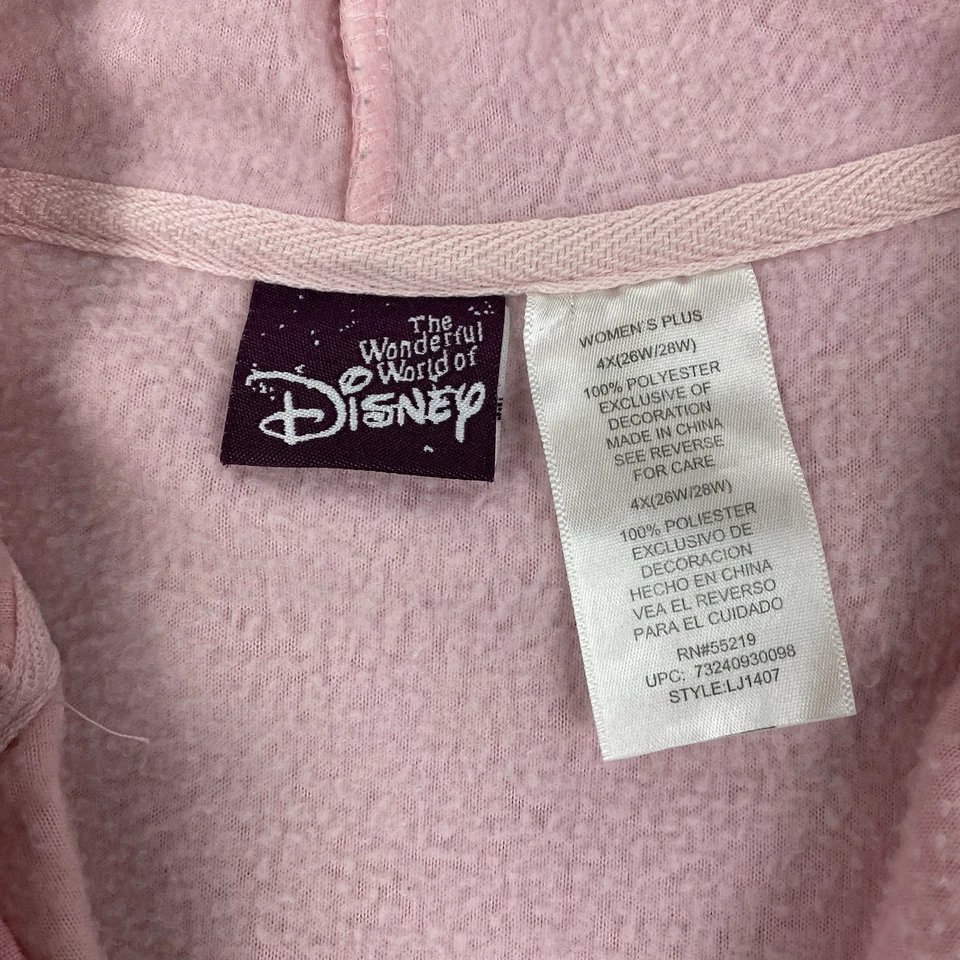 The
Wonderful
World of
Disney
WOMEN'S PLUS
4X(26W/28W)
100% POLYESTER
EXCLUSIVE OF
DECORATION
MADE IN CHINA
SEE REVERSE
FOR CARE
4X(26W/28W)
100% POLIESTER
EXCLUSIVO DE
DECORACION
HECHO EN CHINA
VEA EL REVERSO
PARA EL CUIDADO
RN#55219
UPC: 73240930098
STYLE:LJ1407